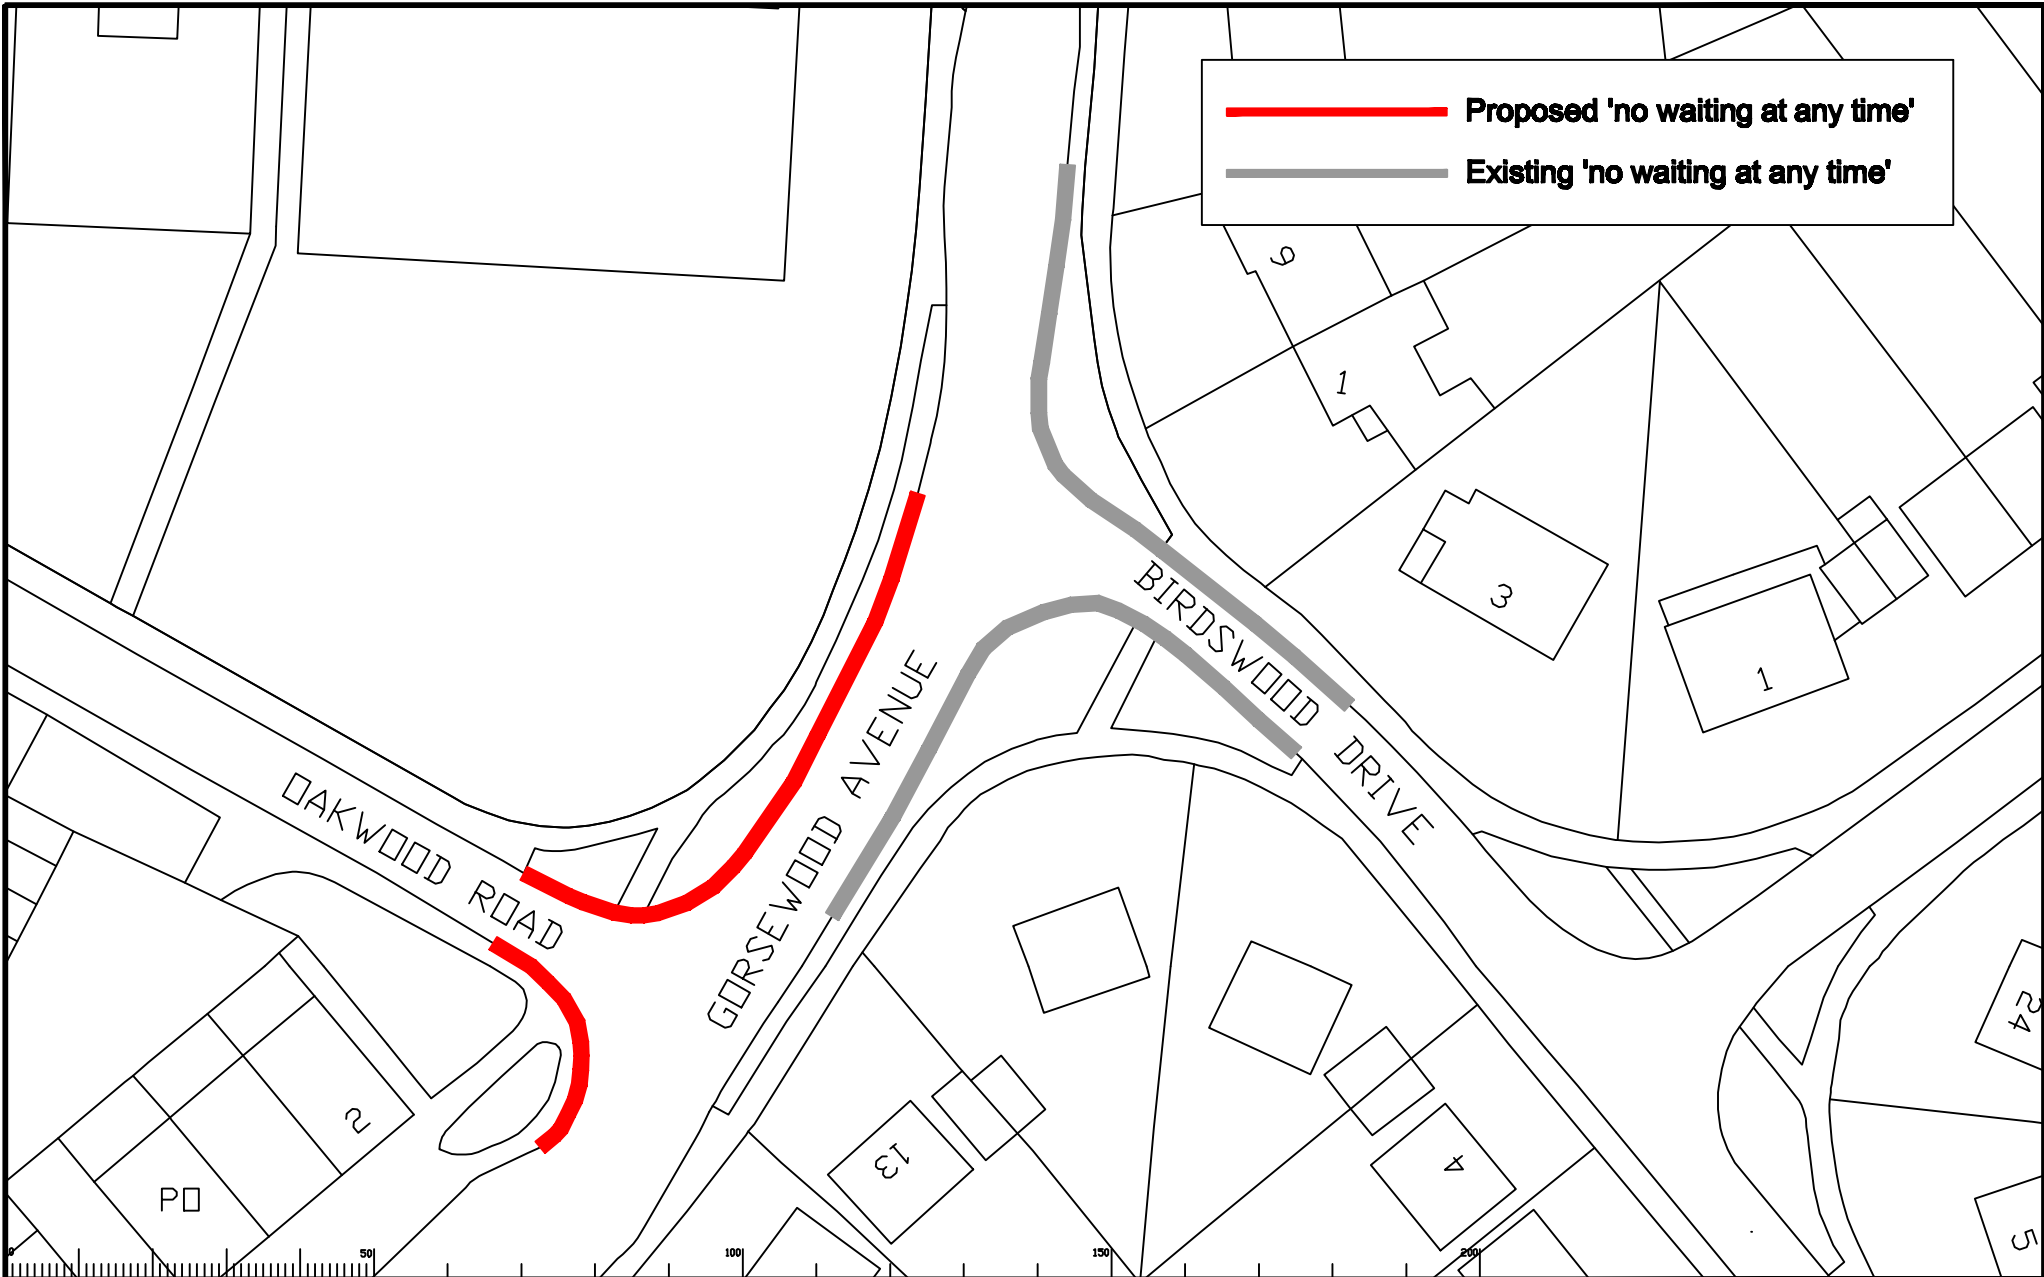 Proposed 'no waiting at any time'
Existing 'no waiting at any time'
9
1
3
1
BIRDSWOOD DRIVE
GORSEWOOD AVENUE
OAKWOOD ROAD
24
2
13
4
PO
5
0
50
100
150
200